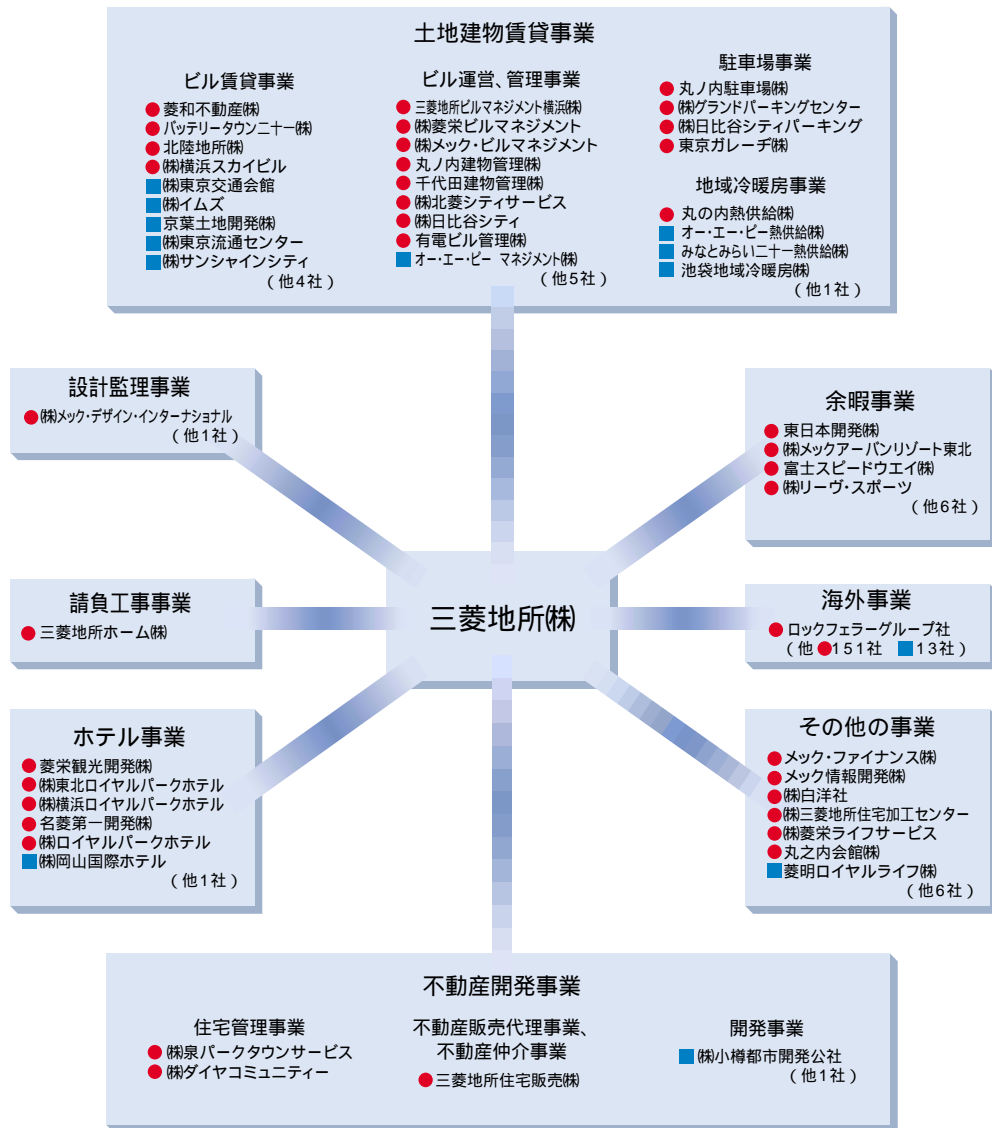 土地建物賃貸事業
ビル賃貸事業
●菱和不動産㈱
●バッテリータウン二十一㈱
●北陸地所㈱
●㈱横浜スカイビル
■㈱東京交通会館
■㈱イムズ
■京葉土地開発㈱
■㈱東京流通センター
■㈱サンシャインシティ
(他4社)
ビル運営、管理事業
●三菱地所ビルマネジメント横浜㈱
●㈱菱栄ビルマネジメント
●㈱メック・ビルマネジメント
●丸ノ内建物管理㈱
●千代田建物管理㈱
●㈱北菱シティサービス
●㈱日比谷シティ
●有電ビル管理㈱
■オー・エー・ピー マネジメント㈱
(他5社)
駐車場事業
●丸ノ内駐車場㈱
●㈱グランドパーキングセンター
●㈱日比谷シティパーキング
●東京ガレーヂ㈱
地域冷暖房事業
●丸の内熱供給㈱
■オー・エー・ピー熱供給㈱
■みなとみらい二十一熱供給㈱
■池袋地域冷暖房㈱
(他1社)
設計監理事業
●㈱メック・デザイン・インターナショナル
(他1社)
余暇事業
●東日本開発㈱
●㈱メックアーバンリゾート東北
●富士スピードウエイ㈱
●㈱リーヴ・スポーツ
(他6社)
請負工事事業
●三菱地所ホーム㈱
三菱地所㈱
海外事業
●ロックフェラーグループ社
(他 ●151社 ■13社)
ホテル事業
●菱栄観光開発㈱
●㈱東北ロイヤルパークホテル
●㈱横浜ロイヤルパークホテル
●名菱第一開発㈱
●㈱ロイヤルパークホテル
■㈱岡山国際ホテル
(他1社)
その他の事業
●メック・ファイナンス㈱
●メック情報開発㈱
●㈱白洋社
●㈱三菱地所住宅加工センター
●㈱菱栄ライフサービス
●丸之内会館㈱
■菱明ロイヤルライフ㈱
(他6社)
不動産開発事業
住宅管理事業
●㈱泉パークタウンサービス
●㈱ダイヤコミュニティー
不動産販売代理事業、
不動産仲介事業
●三菱地所住宅販売㈱
開発事業
■㈱小樽都市開発公社
(他1社)